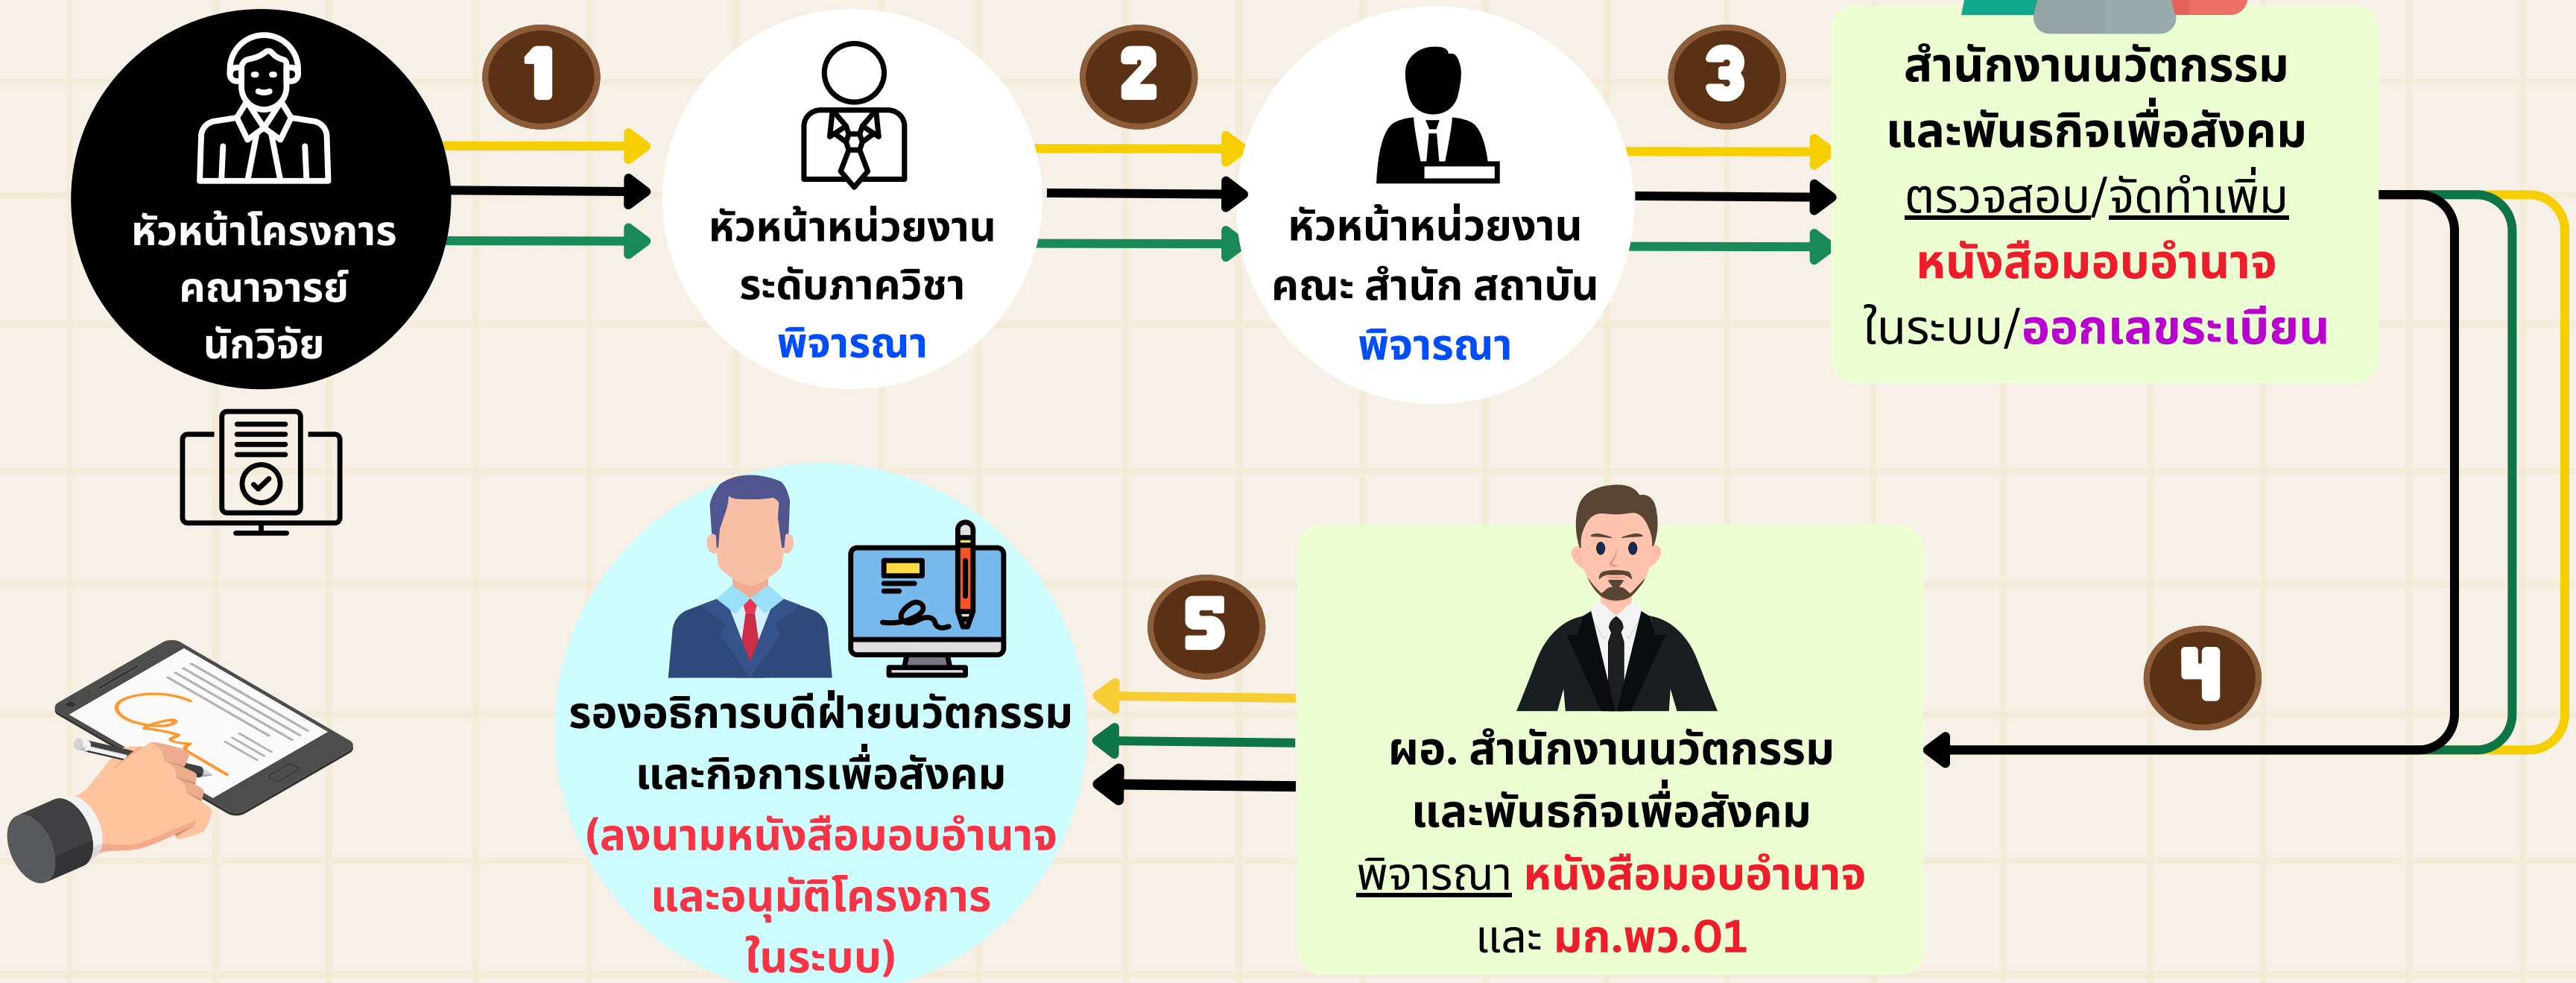 หัวหน้าโครงการ
คณาจารย์
นักวิจัย
1
หัวหน้าหน่วยงาน
ระดับภาควิชา
พิจารณา
2
หัวหน้าหน่วยงาน
คณะ สำนัก สถาบัน
พิจารณา
3
สำนักงานนวัตกรรม
และพันธกิจเพื่อสังคม
ตรวจสอบ/จัดทำเพิ่ม
หนังสือมอบอำนาจ
ในระบบ/ออกเลขระเบียน
4
ผอ. สำนักงานนวัตกรรม
และพันธกิจเพื่อสังคม
พิจารณา หนังสือมอบอำนาจ
และ มก.พว.01
5
รองอธิการบดีฝ่ายนวัตกรรม
และกิจการเพื่อสังคม
(ลงนามหนังสือมอบอำนาจ
และอนุมัติโครงการ
ในระบบ)